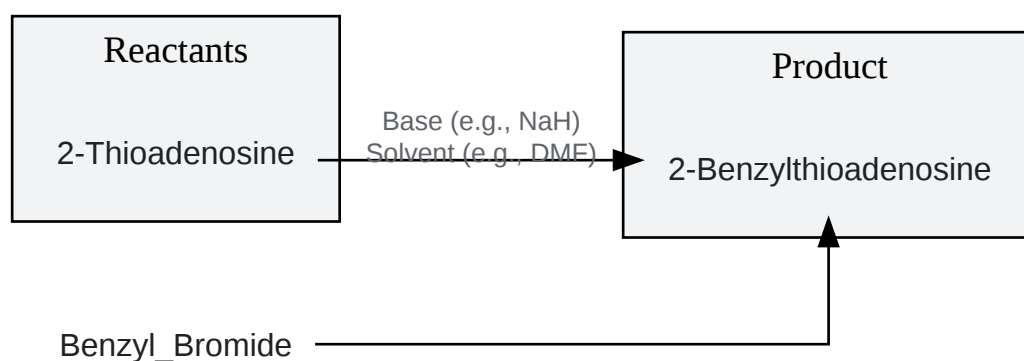 Reactants
Product
Base (e.g., NaH)
Solvent (e.g., DMF)
2-Thioadenosine
2-Benzylthioadenosine
Benzyl_Bromide